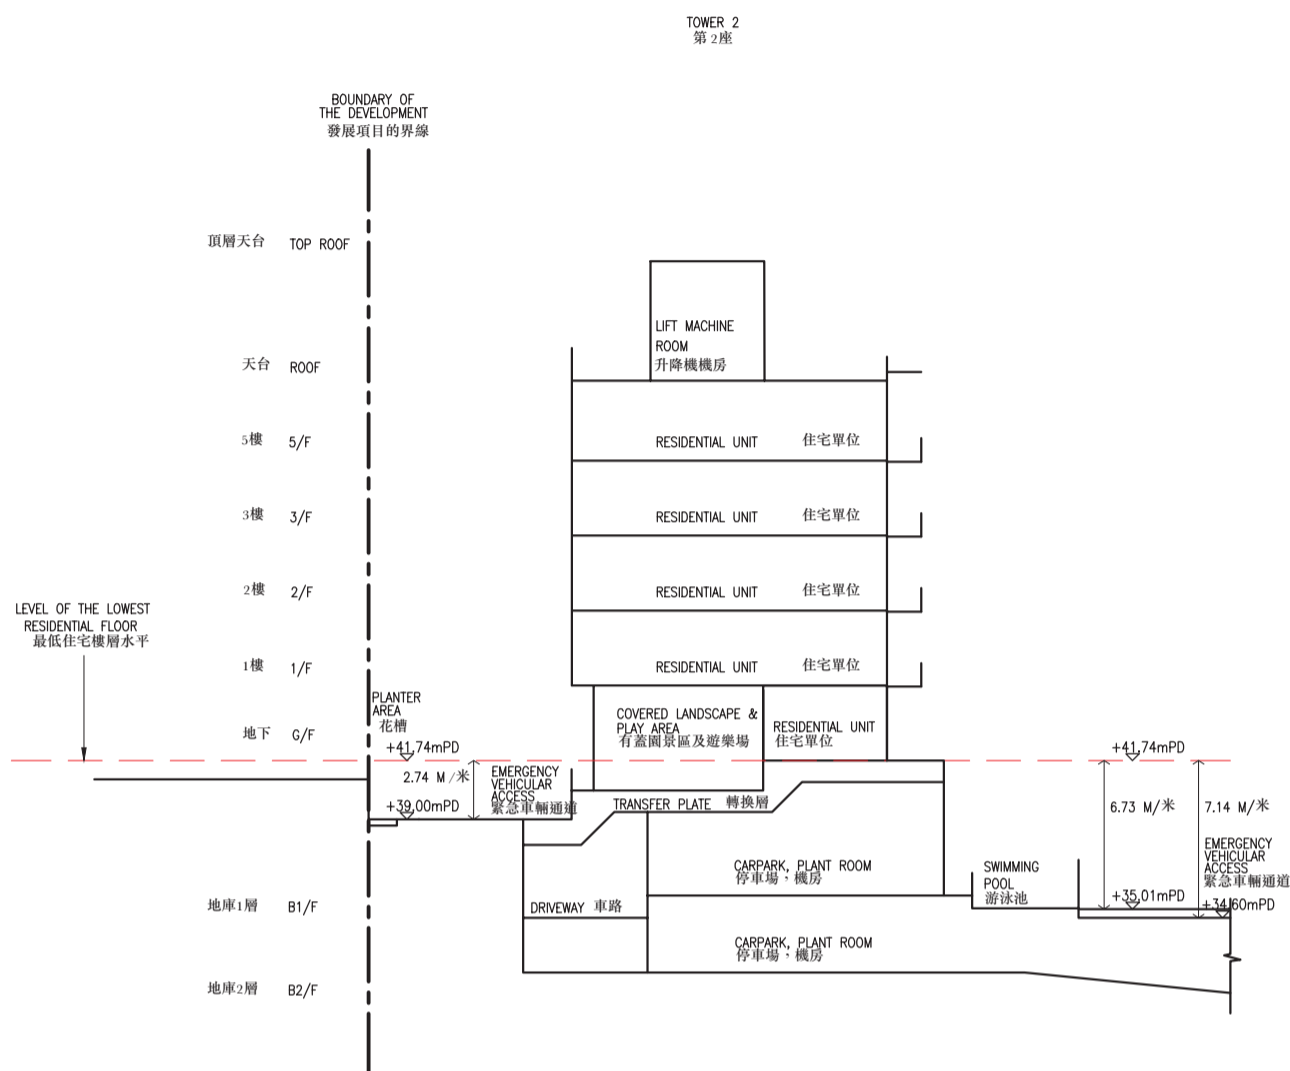 TOWER 2
第 2座
BOUNDARY OF
THE DEVELOPMENT
發展項目的界線
頂層天台 TOP ROOF
LIFT MACHINE
ROOM
升降機機房
天台 ROOF
5樓 5/F
RESIDENTIAL UNIT 住宅單位
3樓 3/F
RESIDENTIAL UNIT 住宅單位
2樓 2/F
RESIDENTIAL UNIT 住宅單位
LEVEL OF THE LOWEST
RESIDENTIAL FLOOR
最低住宅樓層水平
1樓 1/F
RESIDENTIAL UNIT 住宅單位
PLANTER
AREA
花槽
地下 G/F
COVERED LANDSCAPE &
PLAY AREA
有蓋園景區及遊樂場
RESIDENTIAL UNIT
住宅單位
+41.74mPD
+41.74mPD
2.74 M/米
EMERGENCY
VEHICULAR
ACCESS
緊急車輛通道
+39.00mPD
TRANSFER PLATE 轉換層
6.73 M/米
7.14 M/米
EMERGENCY
VEHICULAR
ACCESS
緊急車輛通道
CARPARK, PLANT ROOM
停車場，機房
SWIMMING
POOL
游泳池
+35.01mPD
+34.60mPD
地庫1層 B1/F
DRIVEWAY 車路
CARPARK, PLANT ROOM
停車場，機房
地庫2層 B2/F